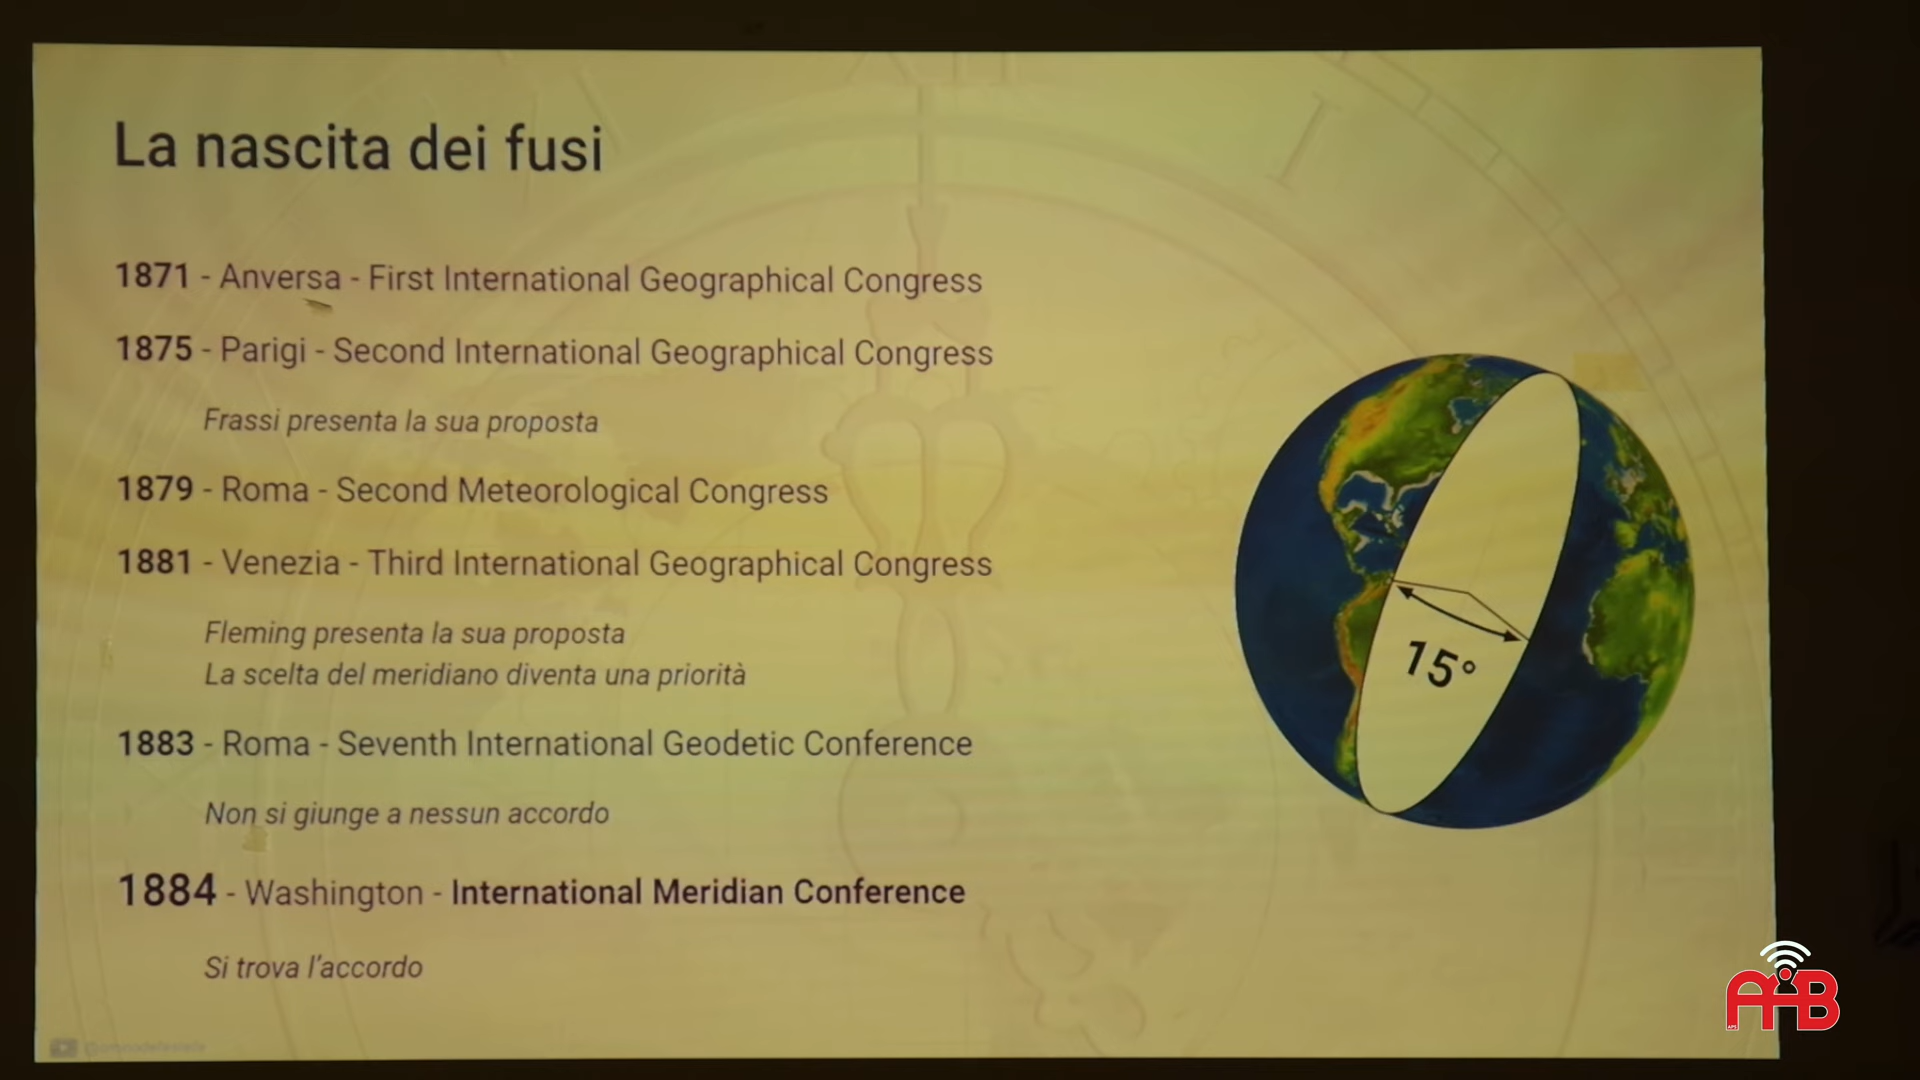 La nascita dei fusi
1871 - Anversa - First International Geographical Congress
1875 - Parigi - Second International Geographical Congress
Frassi presenta la sua proposta
1879 - Roma - Second Meteorological Congress
1881 - Venezia - Third International Geographical Congress
Fleming presenta la sua proposta
La scelta del meridiano diventa una priorità
1883 - Roma - Seventh International Geodetic Conference
Non si giunge a nessun accordo
1884 - Washington - International Meridian Conference
Si trova l'accordo
15°
AAB
APS